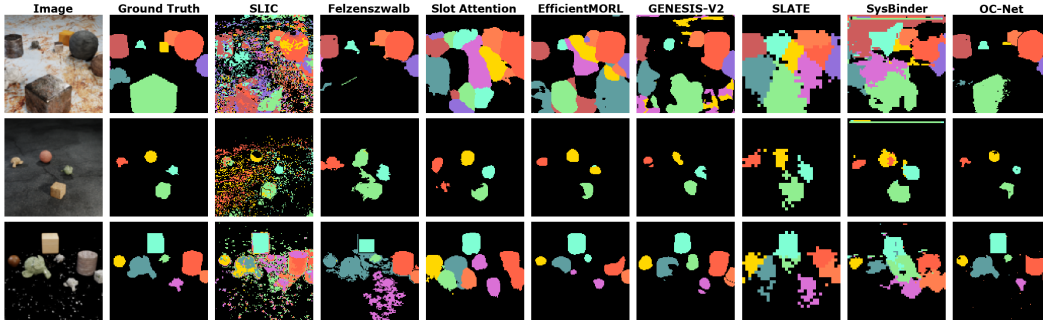 Image Ground Truth SLIC Felzenszwalb Slot Attention EfficientMORL GENESIS-V2 SLATE SysBinder OC-Net